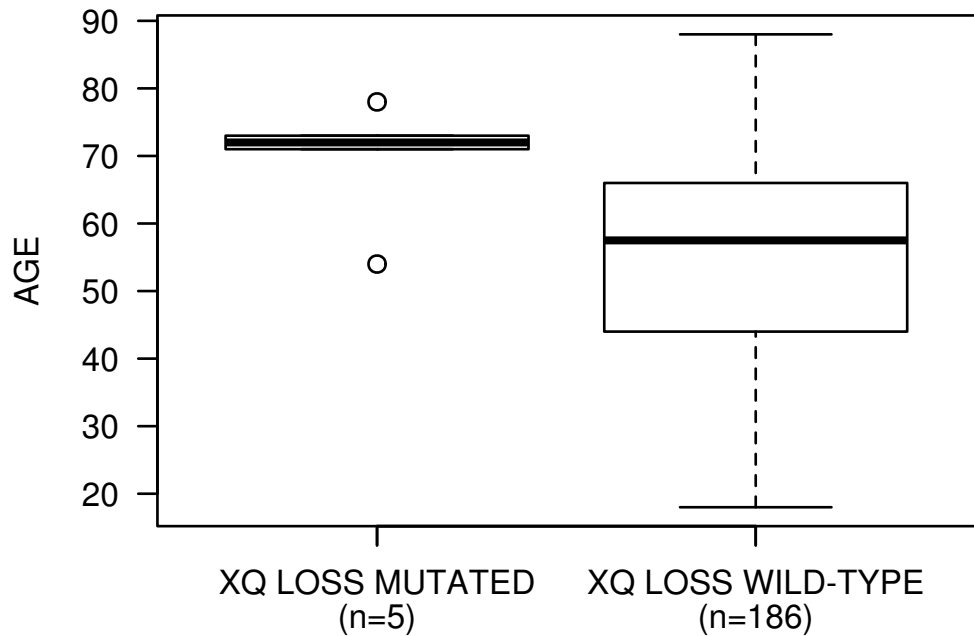 90
80
70
60
50
40
30
20
AGE
XQ LOSS MUTATED
(n=5)
XQ LOSS WILD-TYPE
(n=186)